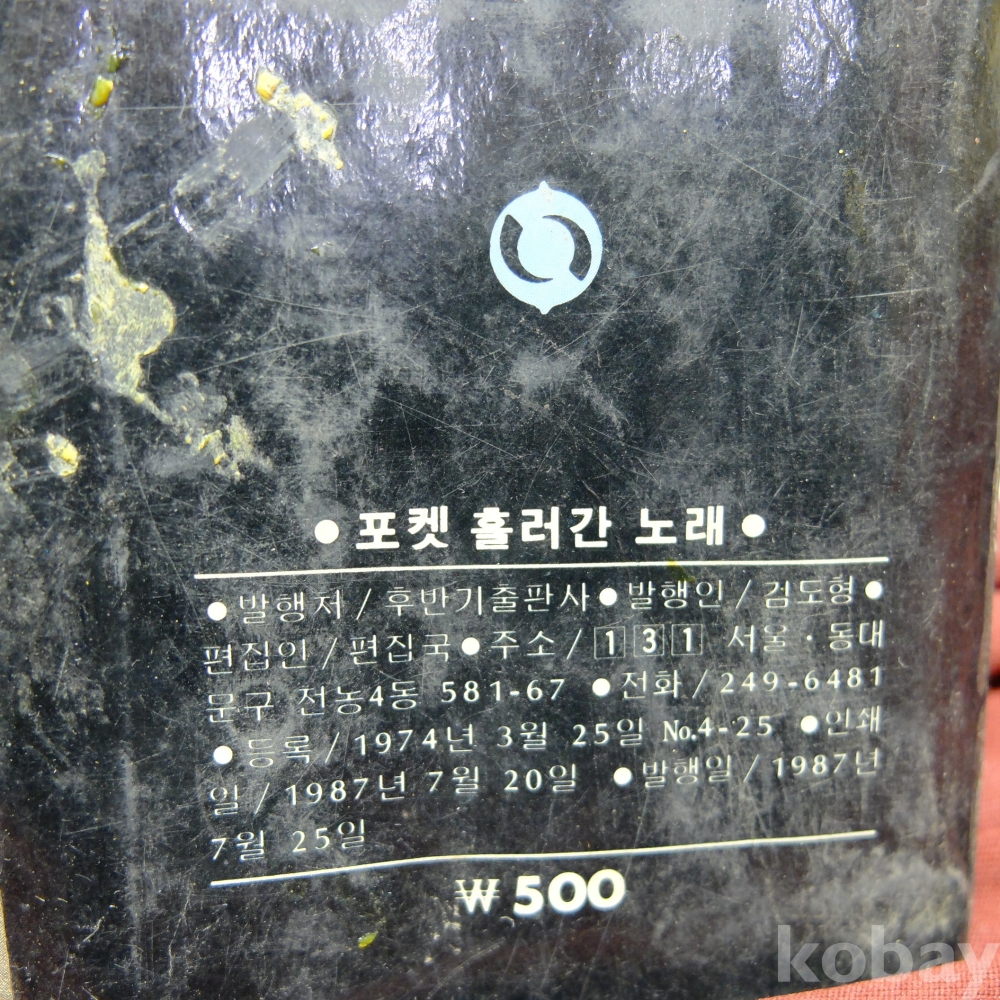 ● 포켓 흘러간 노래 ●
● 발행저 / 후반기출판사 ● 발행인 / 검도형 ●
편집인 / 편집국 ● 주소 / 131 서울 · 동대
문구 전농4동 581-67 ● 전화 / 249-6481
● 등록 / 1974년 3월 25일 No.4-25 ● 인쇄
일 / 1987년 7월 20일 ● 발행일 / 1987년
7월 25일
₩500
kobay